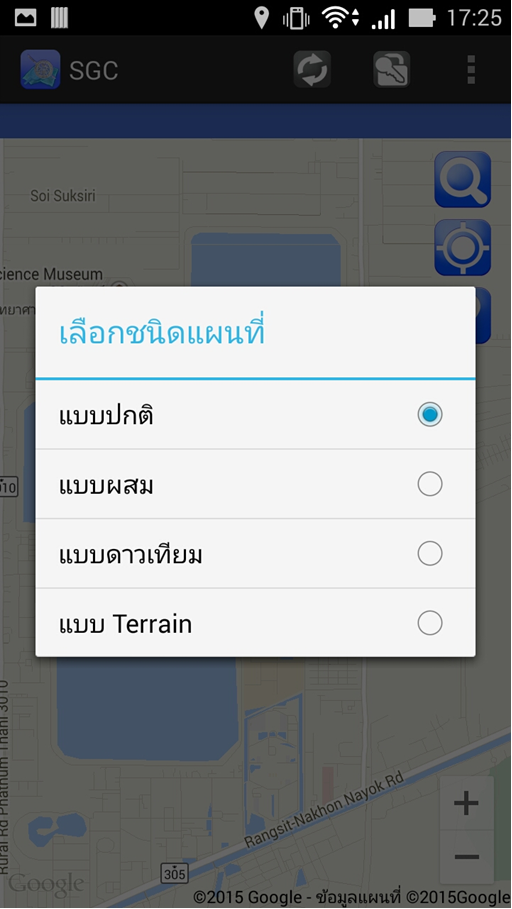 17:25
SGC
Soi Suksiri
cience Museum
เลือกชนิดแผนที่
แบบปกติ
แบบผสม
010
แบบดาวเทียม
แบบ Terrain
Rural Rd Phathum Thani 3010
Rangsit-Nakhon Nayok Rd
305
Google
©2015 Google - ข้อมูลแผนที่ ©2015Google